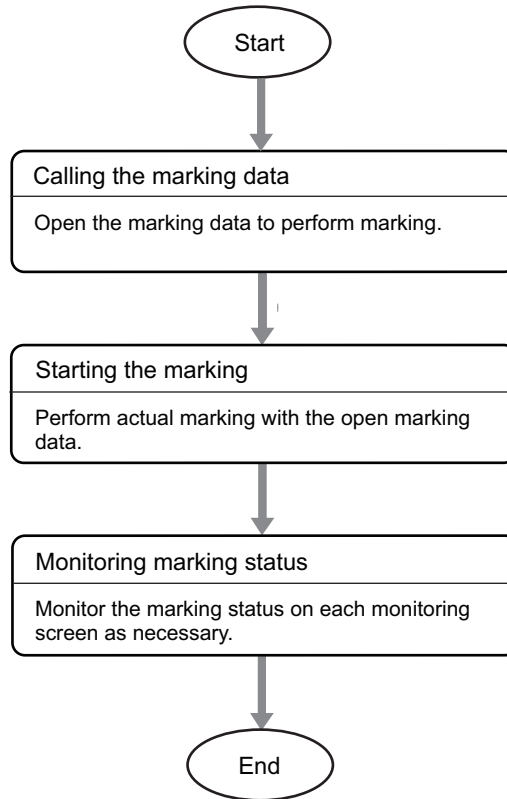 Start
Calling the marking data
Open the marking data to perform marking.
Starting the marking
Perform actual marking with the open marking
data.
Monitoring marking status
Monitor the marking status on each monitoring
screen as necessary.
End